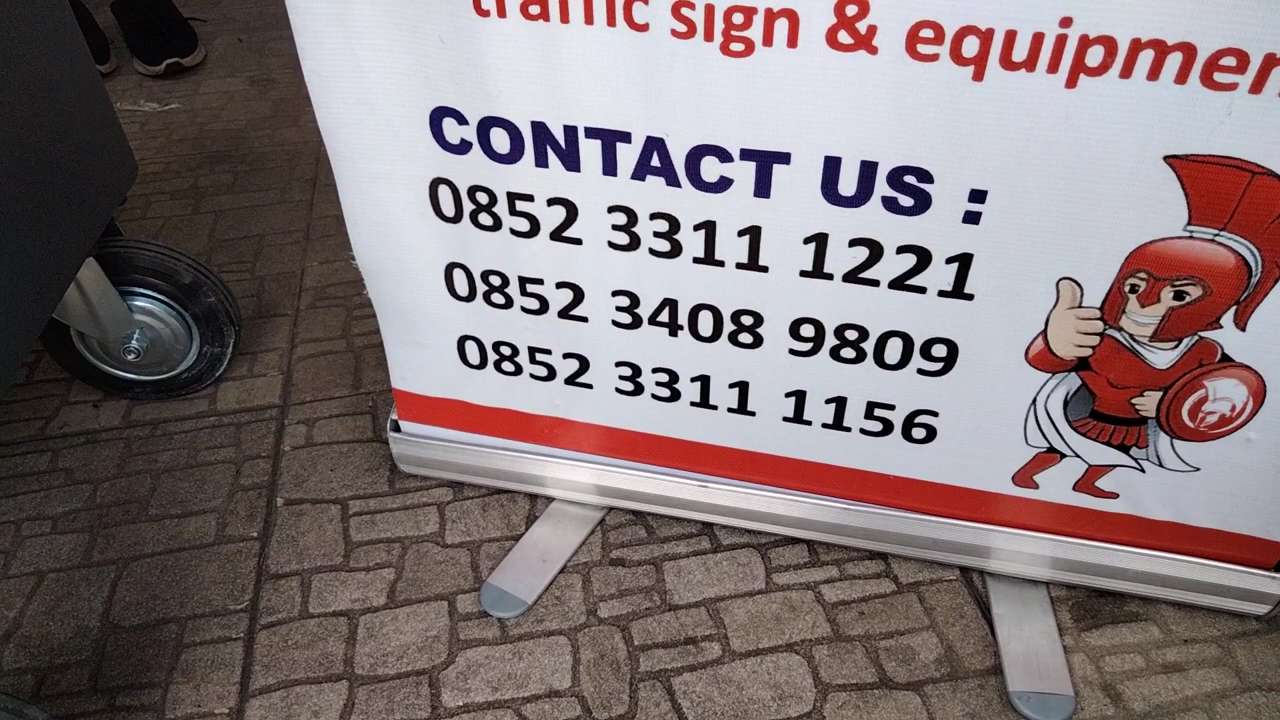 traffic sign & equipmen
CONTACT US :
0852 3311 1221
0852 3408 9809
0852 3311 1156